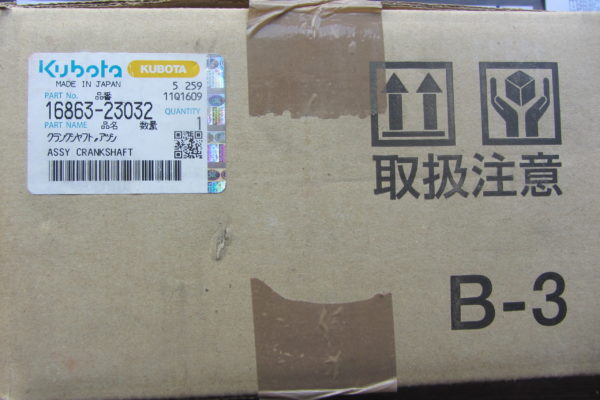 Kubota KUBOTA
MADE IN JAPAN 5 259
PART No. 品番 11Q1609
16863-23032 QUANTITY
PART NAME 品名 数量 1
クランクシャフト,アツシ
ASSY CRANKSHAFT
取扱注意
B-3